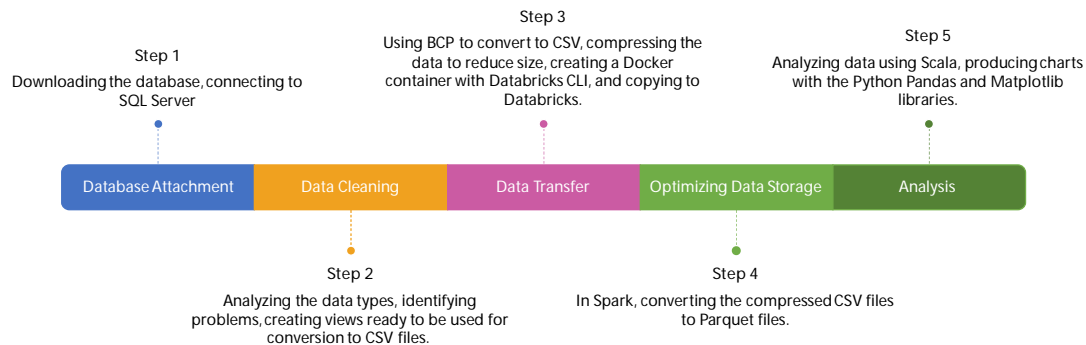 Step 1
Downloading the database, connecting to
SQL Server
Step 3
Using BCP to convert to CSV, compressing the
data to reduce size, creating a Docker
container with Databricks CLI, and copying to
Databricks.
Step 5
Analyzing data using Scala, producing charts
with the Python Pandas and Matplotlib
libraries.
Database Attachment
Data Cleaning
Data Transfer
Optimizing Data Storage
Analysis
Step 2
Analyzing the data types, identifying
problems, creating views ready to be used for
conversion to CSV files.
Step 4
In Spark, converting the compressed CSV files
to Parquet files.